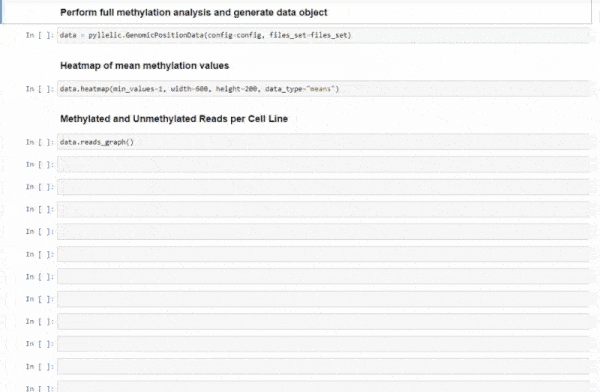 Perform full methylation analysis and generate data object
In [ ]: data = pyllelic.GenomicPositionData(config=config, files_set=files_set)
Heatmap of mean methylation values
In [ ]: data.heatmap(min_values=1, width=600, height=200, data_type="means")
Methylated and Unmethylated Reads per Cell Line
In [ ]: data.reads_graph()
In [ ]:
In [ ]:
In [ ]:
In [ ]:
In [ ]:
In [ ]:
In [ ]:
In [ ]:
In [ ]:
In [ ]:
In [ ]: